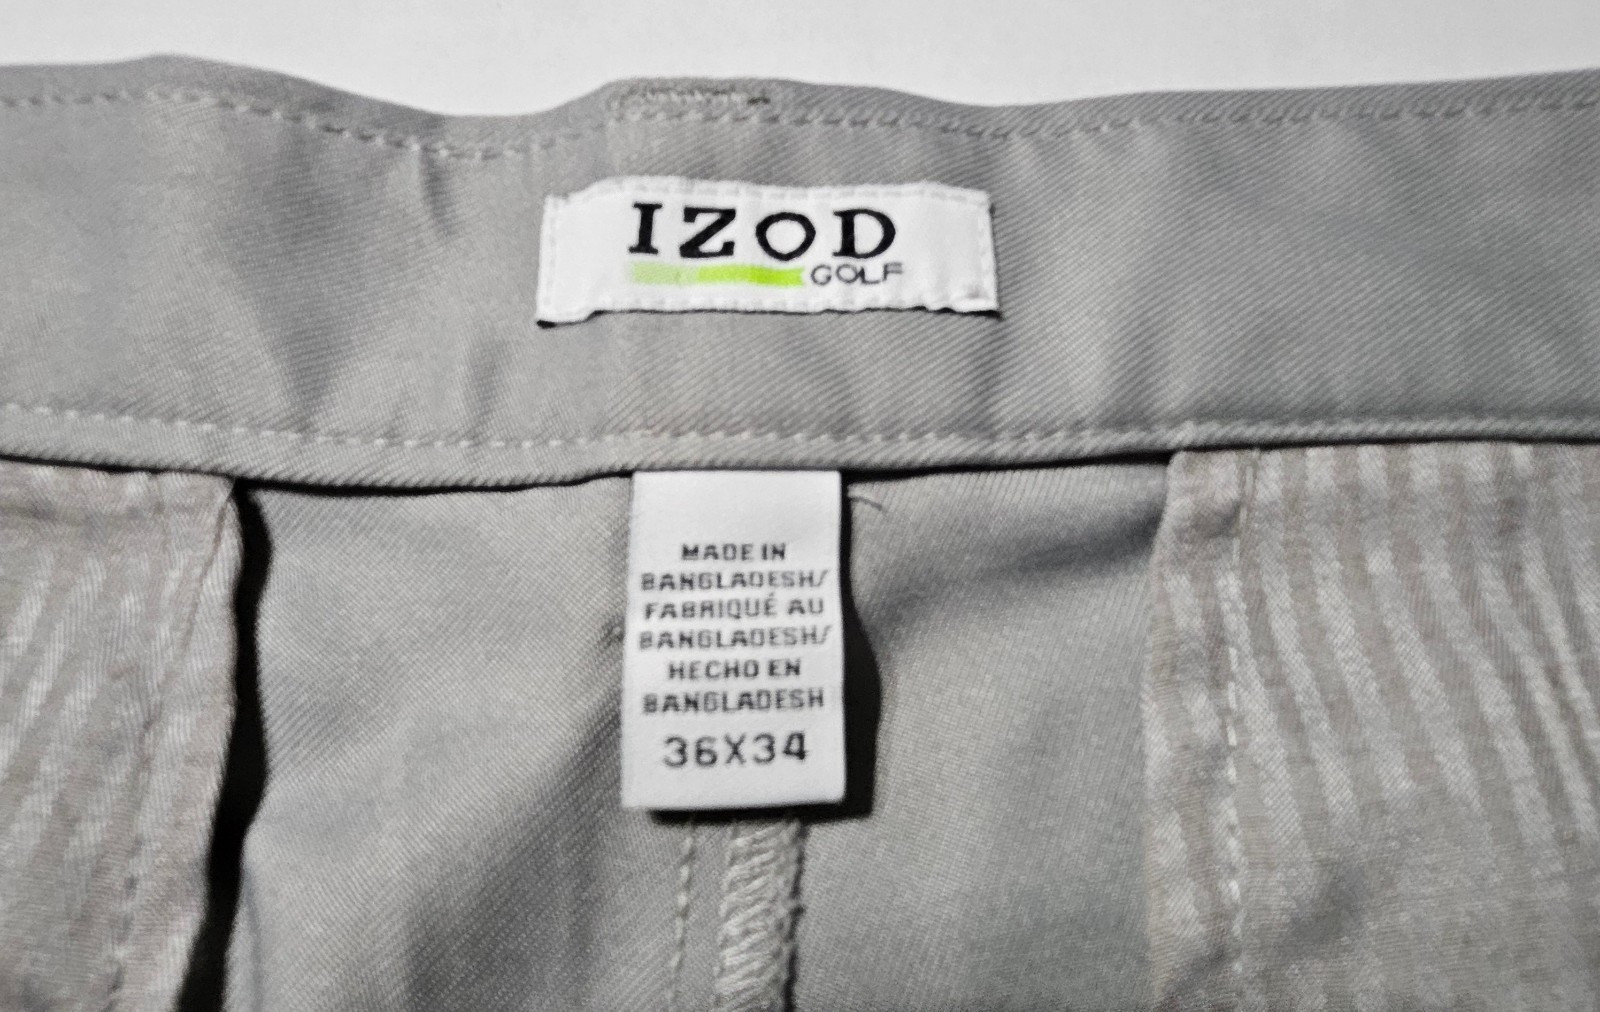 IZOD
GOLF
MADE IN
BANGLADESH/
FABRIQUÉ AU
BANGLADESH/
HECHO EN
BANGLADESH
36X34